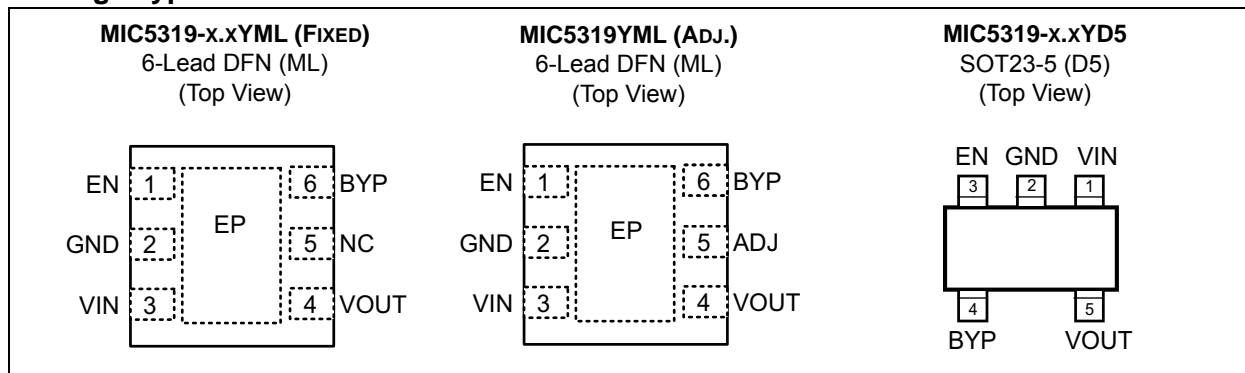 MIC5319-x.xYML (FIXED)
6-Lead DFN (ML)
(Top View)
EN 1 6 BYP
EP
GND 2 5 NC
VIN 3 4 VOUT
MIC5319YML (ADJ.)
6-Lead DFN (ML)
(Top View)
EN 1 6 BYP
EP
GND 2 5 ADJ
VIN 3 4 VOUT
MIC5319-x.xYD5
SOT23-5 (D5)
(Top View)
EN GND VIN
3 2 1
4 5
BYP VOUT